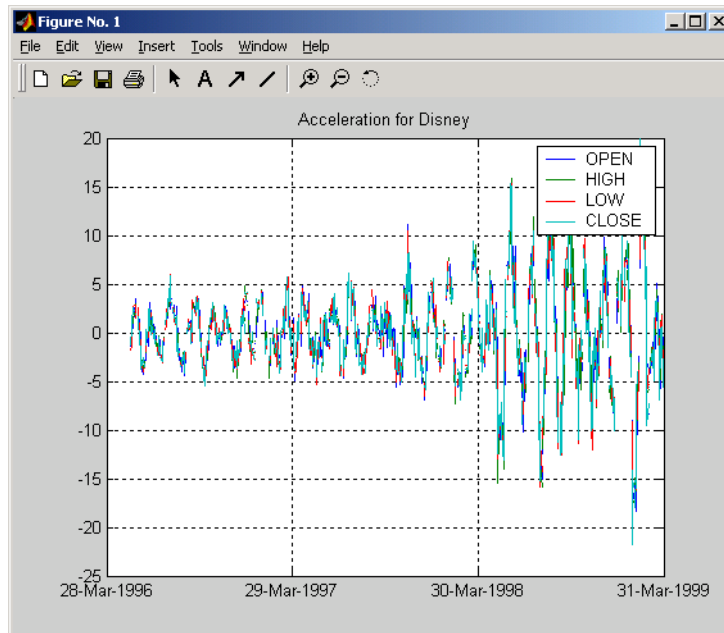 Figure No. 1
File Edit View Insert Tools Window Help
A
Acceleration for Disney
20
15
10
5
0
-5
-10
-15
-20
-25
OPEN
HIGH
LOW
CLOSE
28-Mar-1996 29-Mar-1997 30-Mar-1998 31-Mar-1999